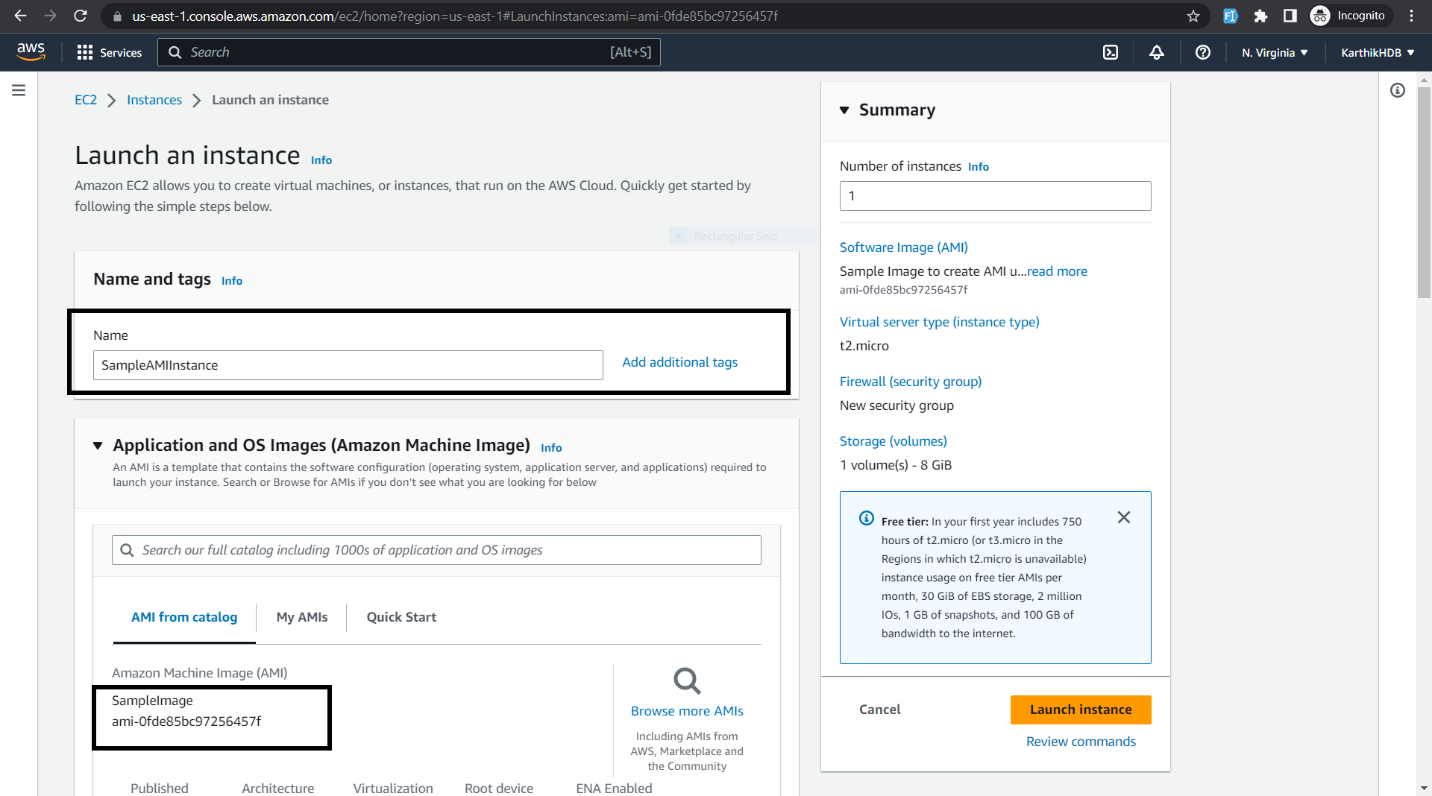 us-east-1.console.aws.amazon.com/ec2/home?region=us-east-1#LaunchInstances:ami=ami-0fde85bc97256457f
Incognito
aws
Services
Search
[Alt+S]
N. Virginia
KarthikHDB
EC2 > Instances > Launch an instance
Launch an instance Info
Amazon EC2 allows you to create virtual machines, or instances, that run on the AWS Cloud. Quickly get started by
following the simple steps below.
Rectangular Snip
Name and tags Info
Name
SampleAMIInstance
Add additional tags
Application and OS Images (Amazon Machine Image) Info
An AMI is a template that contains the software configuration (operating system, application server, and applications) required to
launch your instance. Search or Browse for AMIs if you don't see what you are looking for below
Search our full catalog including 1000s of application and OS images
AMI from catalog
My AMIs
Quick Start
Amazon Machine Image (AMI)
SampleImage
ami-0fde85bc97256457f
Browse more AMIs
Including AMIs from
AWS, Marketplace and
the Community
Published
Architecture
Virtualization
Root device
ENA Enabled
Summary
Number of instances Info
1
Software Image (AMI)
Sample Image to create AMI u...read more
ami-0fde85bc97256457f
Virtual server type (instance type)
t2.micro
Firewall (security group)
New security group
Storage (volumes)
1 volume(s) - 8 GiB
Free tier: In your first year includes 750
hours of t2.micro (or t3.micro in the
Regions in which t2.micro is unavailable)
instance usage on free tier AMIs per
month, 30 GiB of EBS storage, 2 million
IOs, 1 GB of snapshots, and 100 GB of
bandwidth to the internet.
Cancel
Launch instance
Review commands